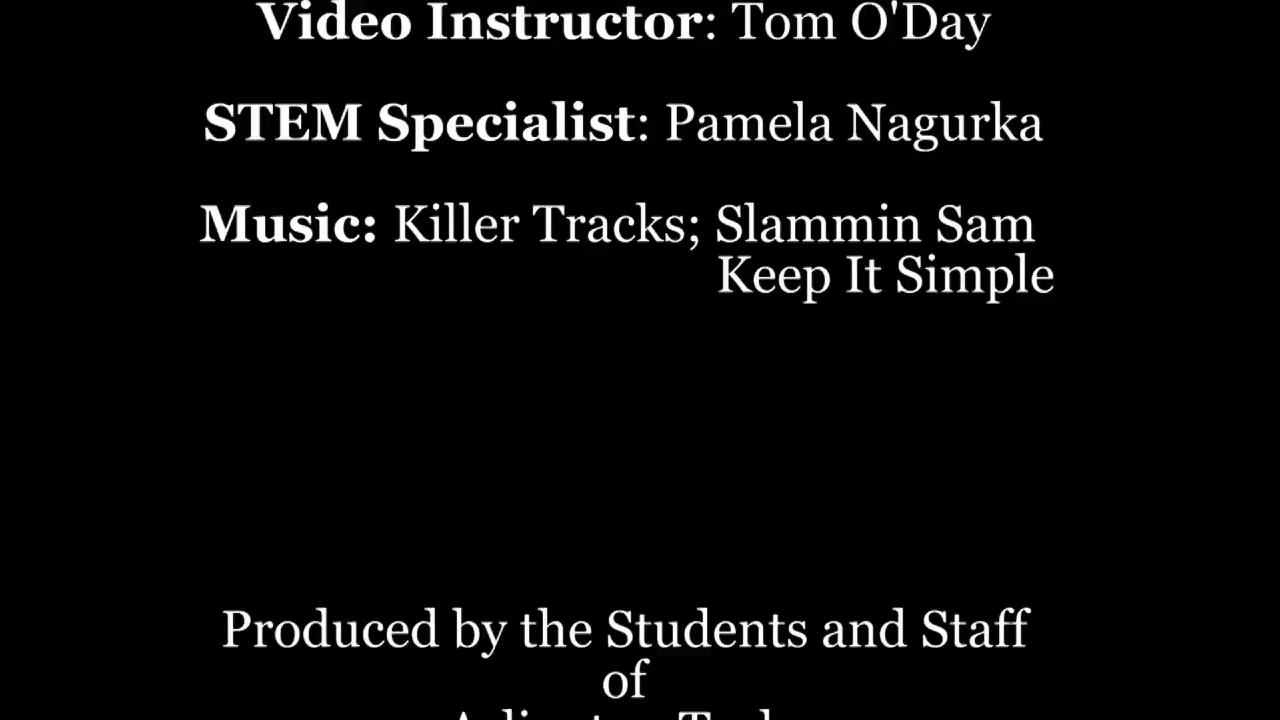 Video Instructor: Tom O'Day
STEM Specialist: Pamela Nagurka
Music: Killer Tracks; Slammin Sam
Keep It Simple
Produced by the Students and Staff
of